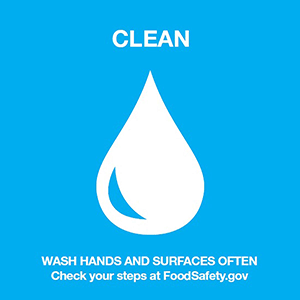 CLEAN
WASH HANDS AND SURFACES OFTEN
Check your steps at FoodSafety.gov